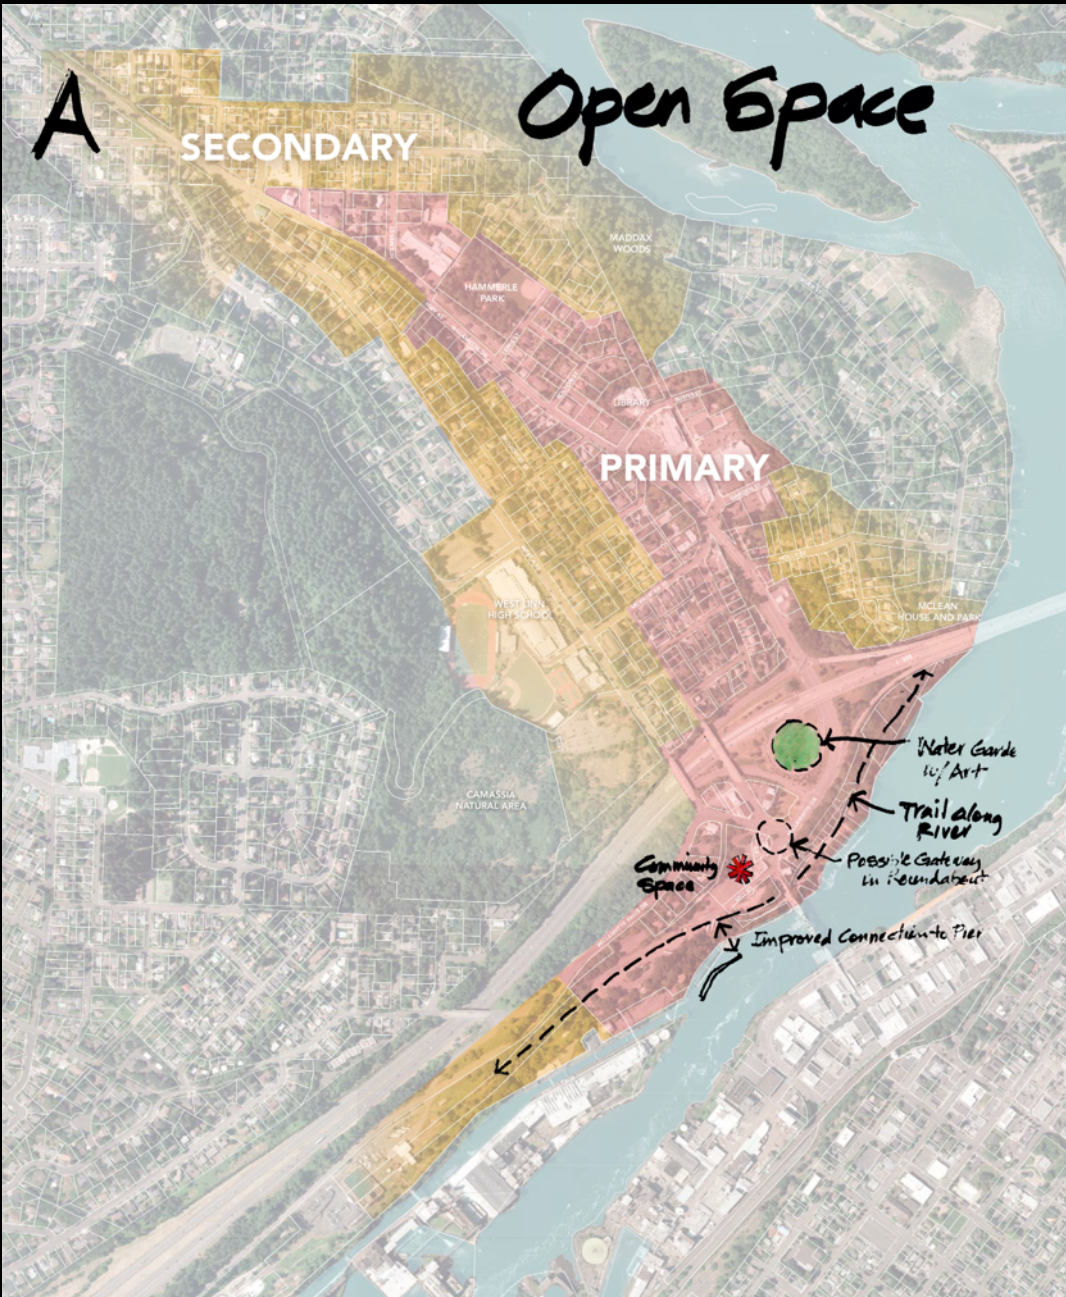 A
Open Space
SECONDARY
MADDAX
WOODS
HAMMERLE
PARK
LIBRARY
PRIMARY
WEST LINN
HIGH SCHOOL
MCLEAN
HOUSE AND PARK
Water Garde
w/ Art
CAMASSIA
NATURAL AREA
Trail along
River
Community
Space
Possible Gateway
in Roundabout
Improved Connection to Pier